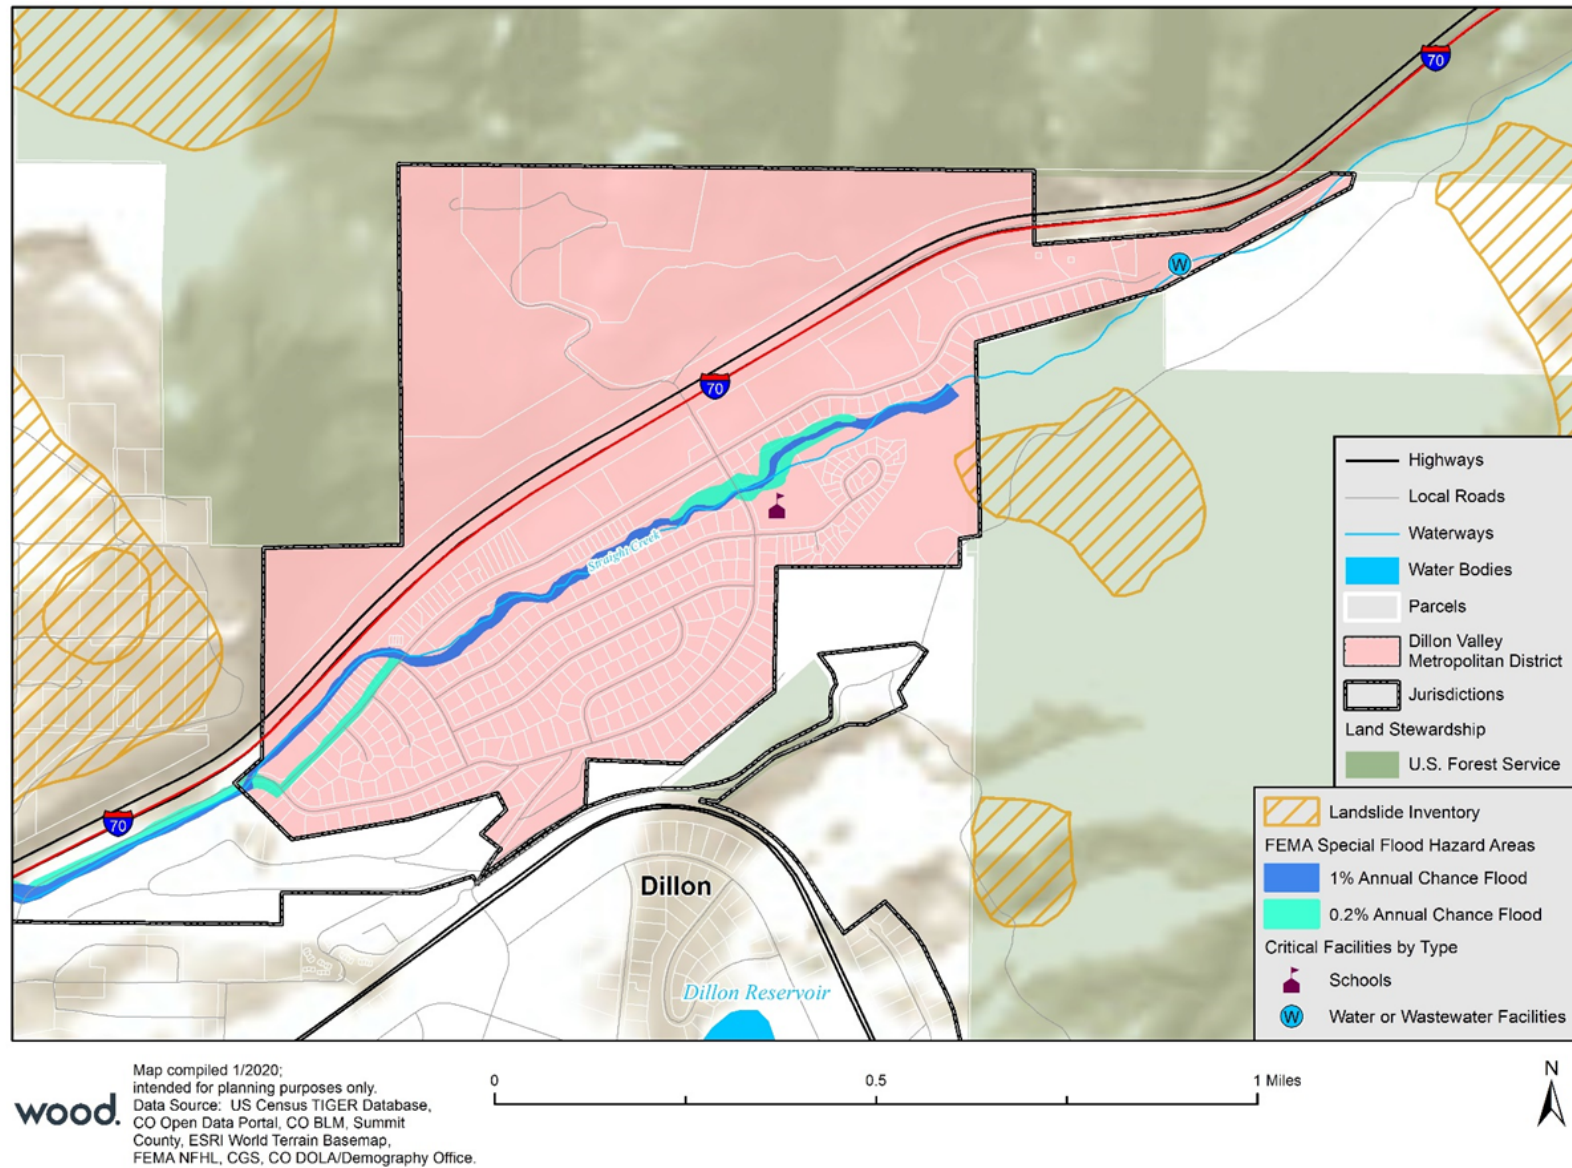 70
70
70
W
Straight Creek
Dillon
Dillon Reservoir
Highways
Local Roads
Waterways
Water Bodies
Parcels
Dillon Valley
Metropolitan District
Jurisdictions
Land Stewardship
U.S. Forest Service
Landslide Inventory
FEMA Special Flood Hazard Areas
1% Annual Chance Flood
0.2% Annual Chance Flood
Critical Facilities by Type
Schools
W Water or Wastewater Facilities
wood.
Map compiled 1/2020;
intended for planning purposes only.
Data Source: US Census TIGER Database,
CO Open Data Portal, CO BLM, Summit
County, ESRI World Terrain Basemap,
FEMA NFHL, CGS, CO DOLA/Demography Office.
0 0.5 1 Miles
N